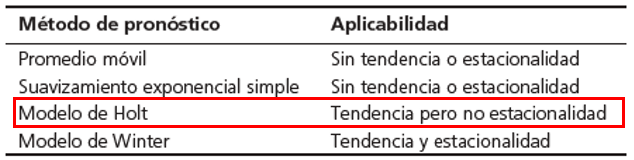 Método de pronóstico Aplicabilidad
Promedio móvil Sin tendencia o estacionalidad
Suavizamiento exponencial simple Sin tendencia o estacionalidad
Modelo de Holt Tendencia pero no estacionalidad
Modelo de Winter Tendencia y estacionalidad